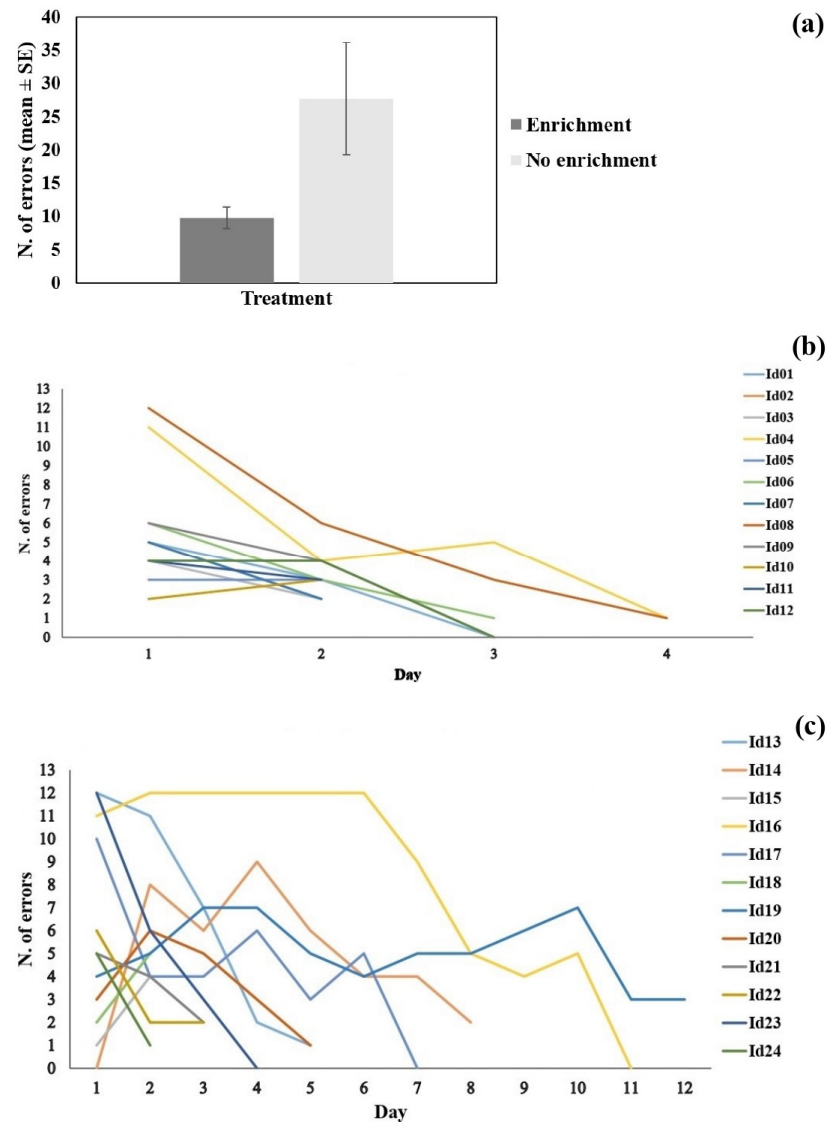 (a)
N. of errors (mean ± SE)
40
35
30
25
20
15
10
5
0
Treatment
Enrichment
No enrichment
(b)
N. of errors
13
12
11
10
9
8
7
6
5
4
3
2
1
0
1 2 3 4
Day
Id01
Id02
Id03
Id04
Id05
Id06
Id07
Id08
Id09
Id10
Id11
Id12
(c)
N. of errors
13
12
11
10
9
8
7
6
5
4
3
2
1
0
1 2 3 4 5 6 7 8 9 10 11 12
Day
Id13
Id14
Id15
Id16
Id17
Id18
Id19
Id20
Id21
Id22
Id23
Id24